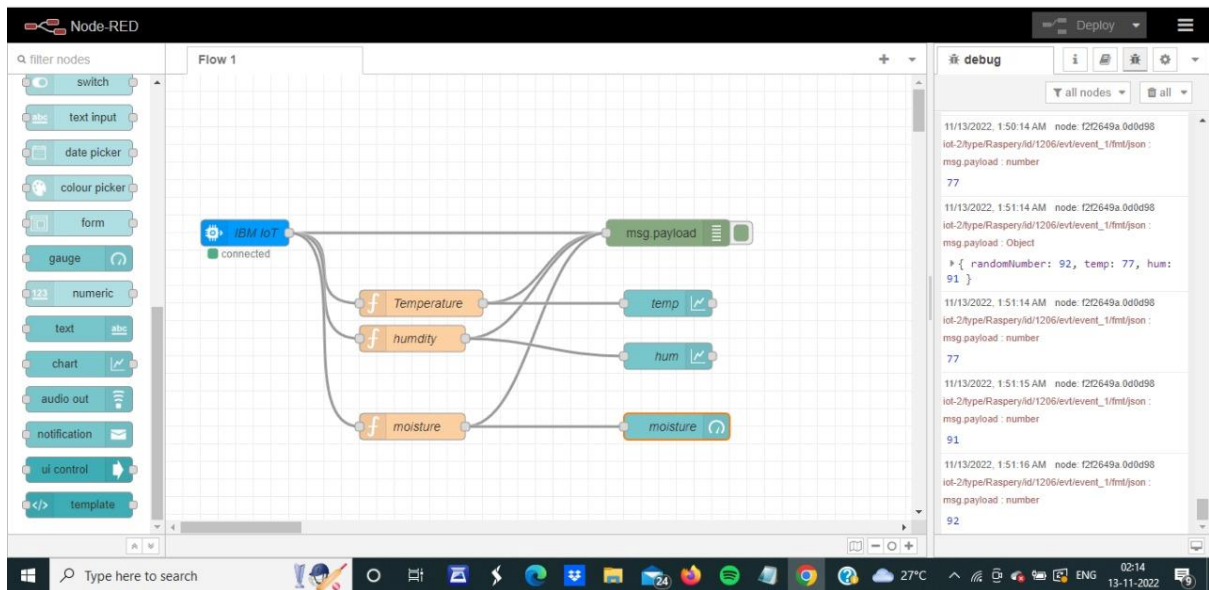 Node-RED
Deploy
filter nodes
Flow 1
debug
i
all nodes
all
switch
abc text input
date picker
colour picker
form
gauge
123 numeric
text abc
chart
audio out
notification
ui control
</> template
IBM IoT
connected
msg.payload
f Temperature
temp
f humdity
hum
f moisture
moisture
11/13/2022, 1:50:14 AM node: f2f2649a.0d0d98
iot-2/type/Raspery/id/1206/evt/event_1/fmt/json :
msg.payload : number
77
11/13/2022, 1:51:14 AM node: f2f2649a.0d0d98
iot-2/type/Raspery/id/1206/evt/event_1/fmt/json :
msg.payload : Object
{ randomNumber: 92, temp: 77, hum:
91 }
11/13/2022, 1:51:14 AM node: f2f2649a.0d0d98
iot-2/type/Raspery/id/1206/evt/event_1/fmt/json :
msg.payload : number
77
11/13/2022, 1:51:15 AM node: f2f2649a.0d0d98
iot-2/type/Raspery/id/1206/evt/event_1/fmt/json :
msg.payload : number
91
11/13/2022, 1:51:16 AM node: f2f2649a.0d0d98
iot-2/type/Raspery/id/1206/evt/event_1/fmt/json :
msg.payload : number
92
Type here to search
24
27°C
ENG
02:14
13-11-2022
9